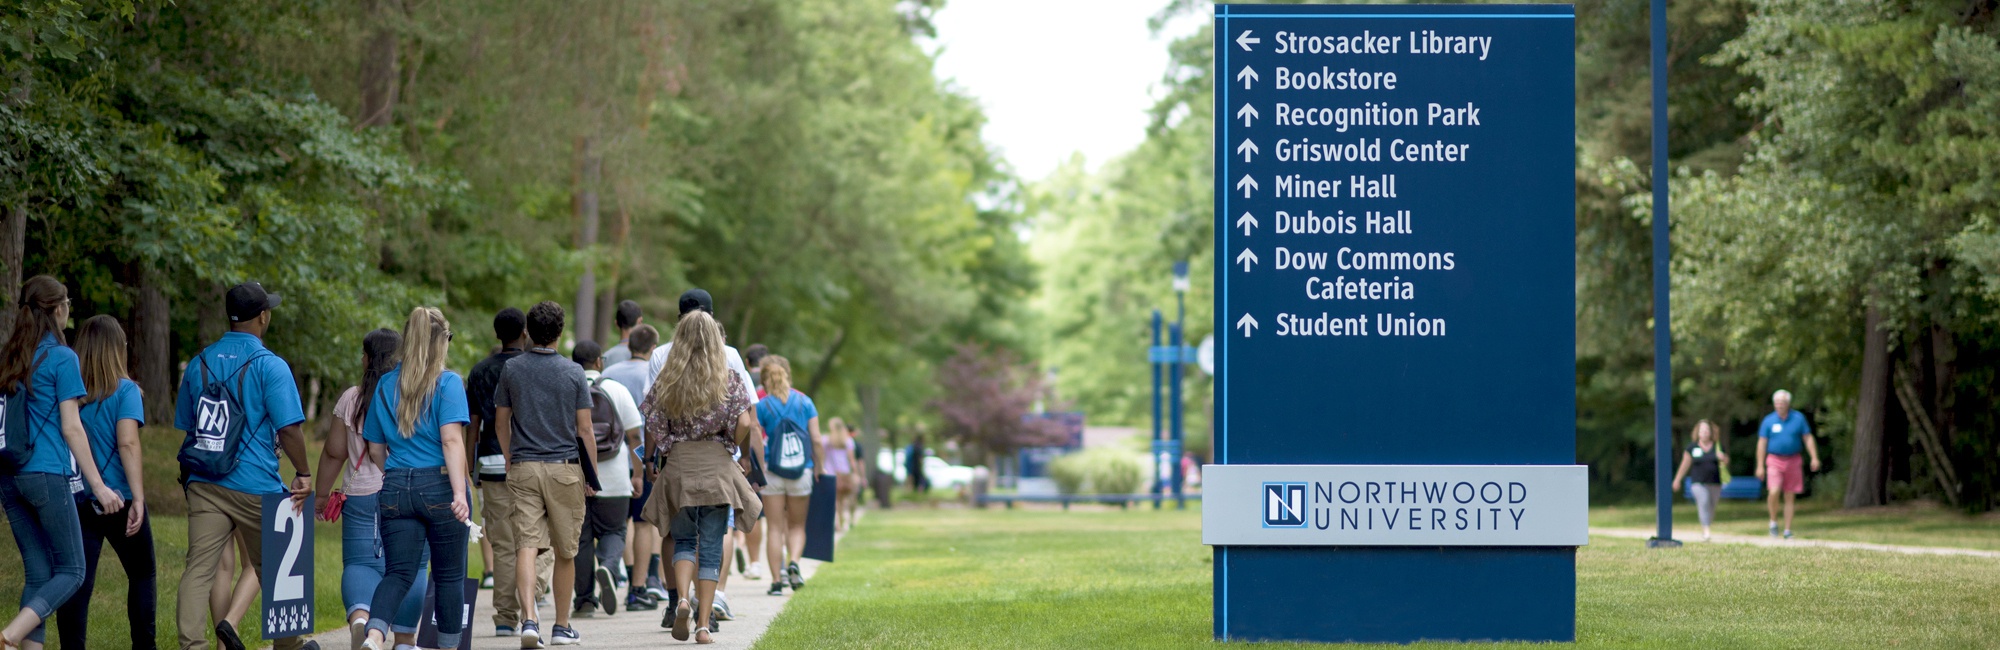 ← Strosacker Library
↑ Bookstore
↑ Recognition Park
↑ Griswold Center
↑ Miner Hall
↑ Dubois Hall
↑ Dow Commons
Cafeteria
↑ Student Union
N NORTHWOOD
UNIVERSITY
2